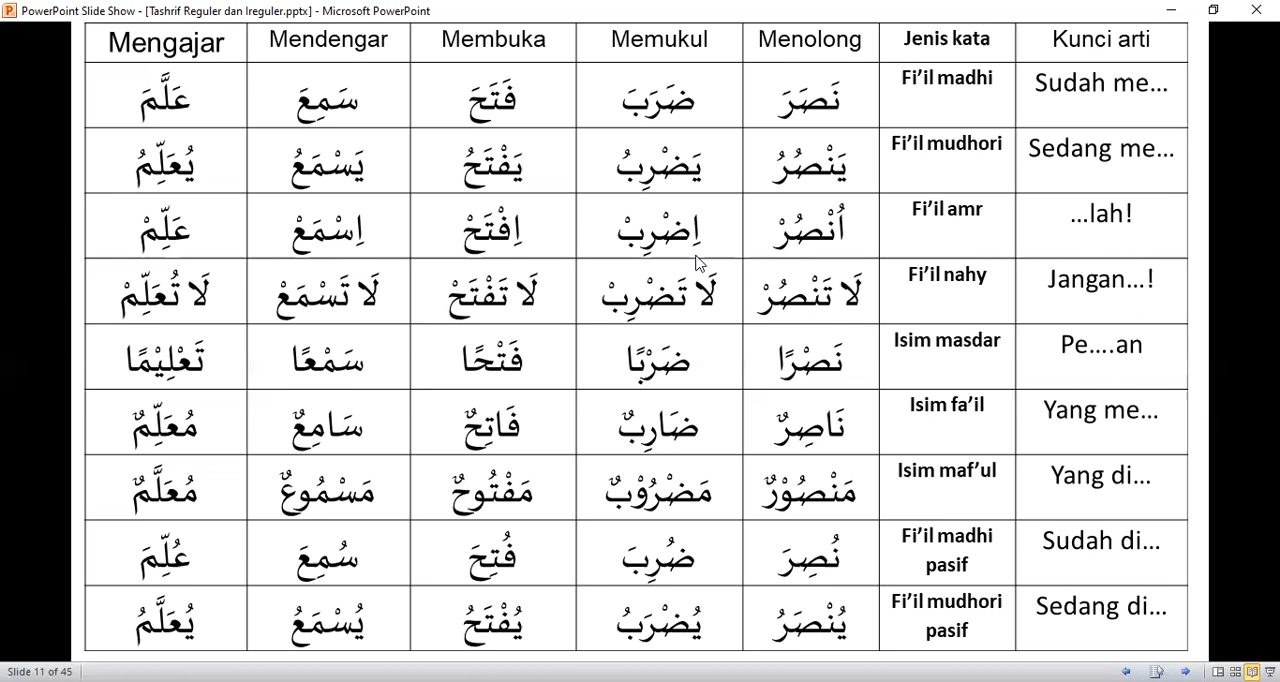 PowerPoint Slide Show - [Tashrif Reguler dan Ireguler.pptx] - Microsoft PowerPoint
Mengajar Mendengar Membuka Memukul Menolong Jenis kata Kunci arti
عَلَّمَ سَمِعَ فَتَحَ ضَرَبَ نَصَرَ Fi’il madhi Sudah me...
يُعَلِّمُ يَسْمَعُ يَفْتَحُ يَضْرِبُ يَنْصُرُ Fi’il mudhori Sedang me...
عَلِّمْ اِسْمَعْ اِفْتَحْ اِضْرِبْ اُنْصُرْ Fi’il amr ...lah!
لَا تُعَلِّمْ لَا تَسْمَعْ لَا تَفْتَحْ لَا تَضْرِبْ لَا تَنْصُرْ Fi’il nahy Jangan...!
تَعْلِيْمًا سَمْعًا فَتْحًا ضَرْبًا نَصْرًا Isim masdar Pe....an
مُعَلِّمٌ سَامِعٌ فَاتِحٌ ضَارِبٌ نَاصِرٌ Isim fa’il Yang me...
مُعَلَّمٌ مَسْمُوعٌ مَفْتُوحٌ مَضْرُوْبٌ مَنْصُوْرٌ Isim maf’ul Yang di...
عُلِّمَ سُمِعَ فُتِحَ ضُرِبَ نُصِرَ Fi’il madhi pasif Sudah di...
يُعَلَّمُ يُسْمَعُ يُفْتَحُ يُضْرَبُ يُنْصَرُ Fi’il mudhori pasif Sedang di...
Slide 11 of 45